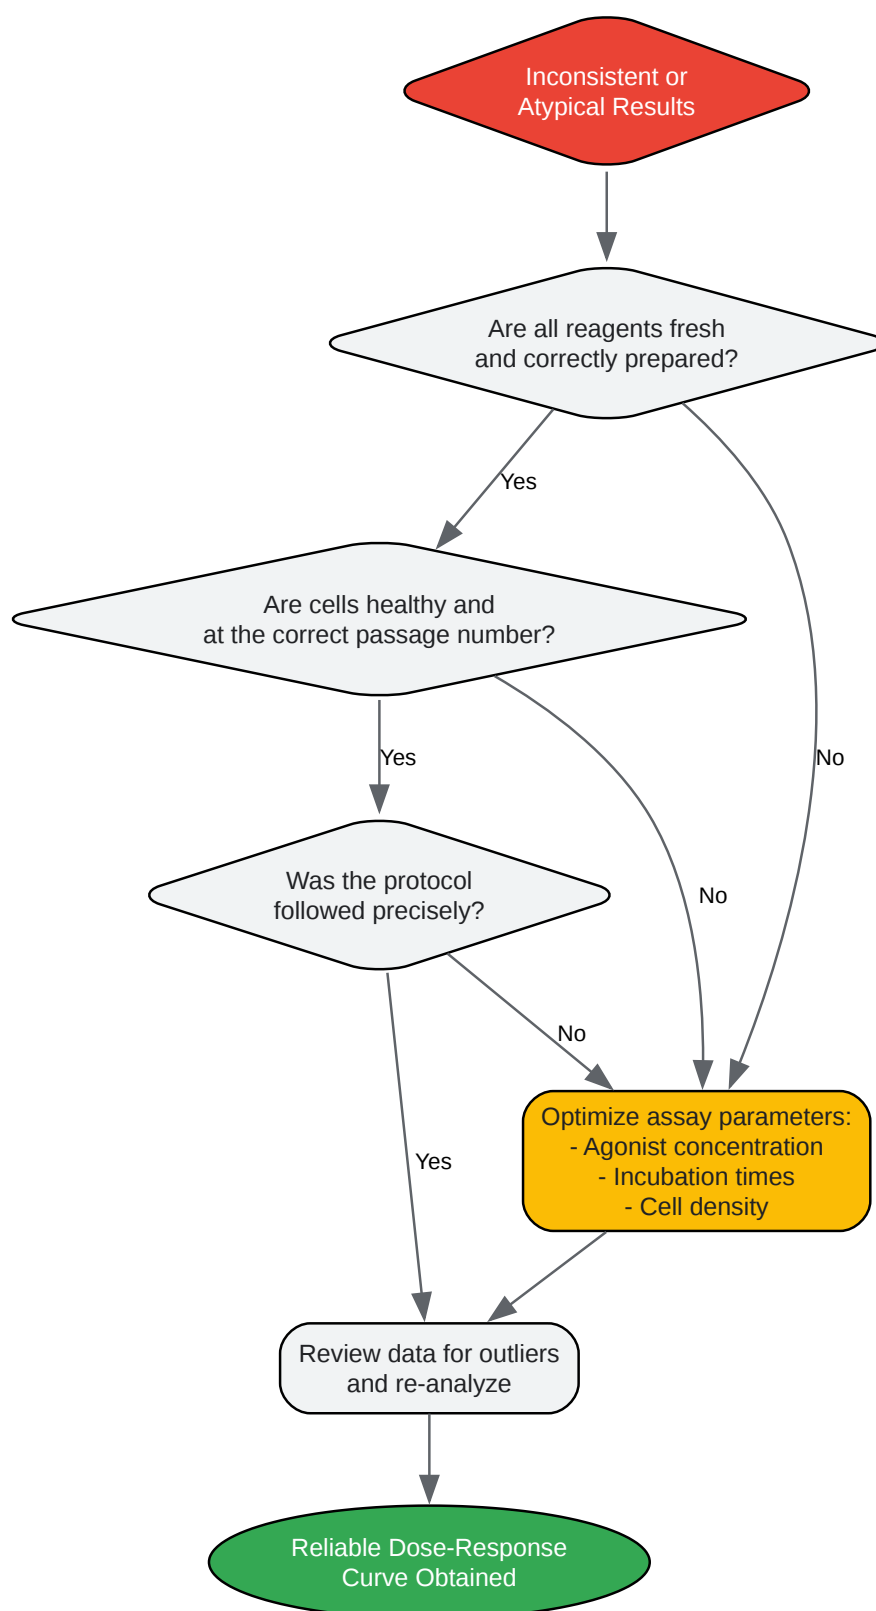 Inconsistent or
Atypical Results
Are all reagents fresh
and correctly prepared?
Yes
Are cells healthy and
at the correct passage number?
Yes
No
Was the protocol
followed precisely?
No
No
Optimize assay parameters:
- Agonist concentration
- Incubation times
- Cell density
Yes
Review data for outliers
and re-analyze
Reliable Dose-Response
Curve Obtained